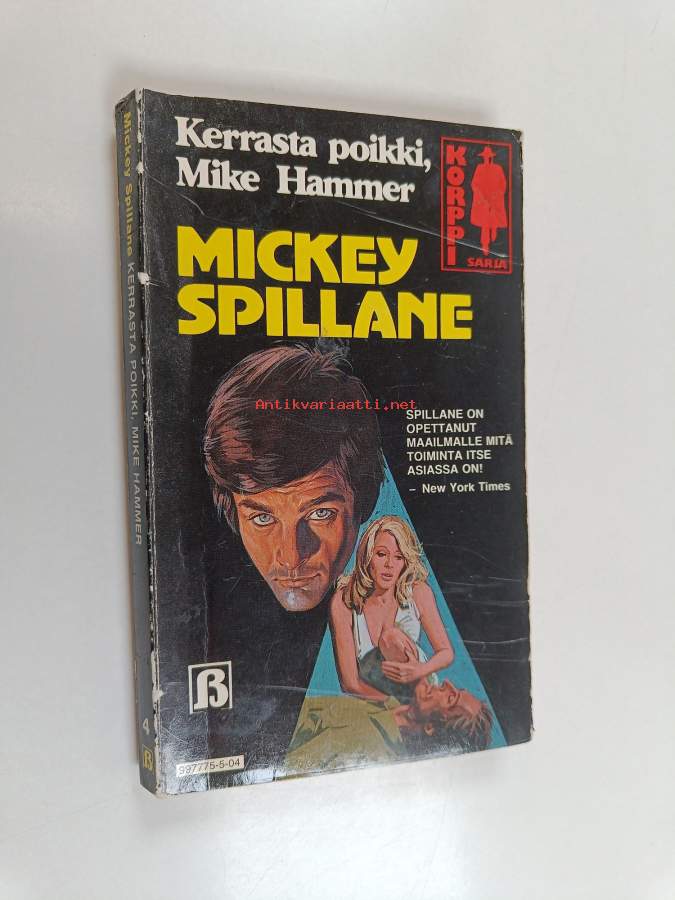 Kerrasta poikki,
Mike Hammer
KORPPI
SARJA
MICKEY
SPILLANE
SPILLANE ON
OPETTANUT
MAAILMALLE MITÄ
TOIMINTA ITSE
ASIASSA ON!
– New York Times
Antikvariaatti.net
B
997775-5-04
Mickey Spillane KERRASTA POIKKI, MIKE HAMMER
4
B